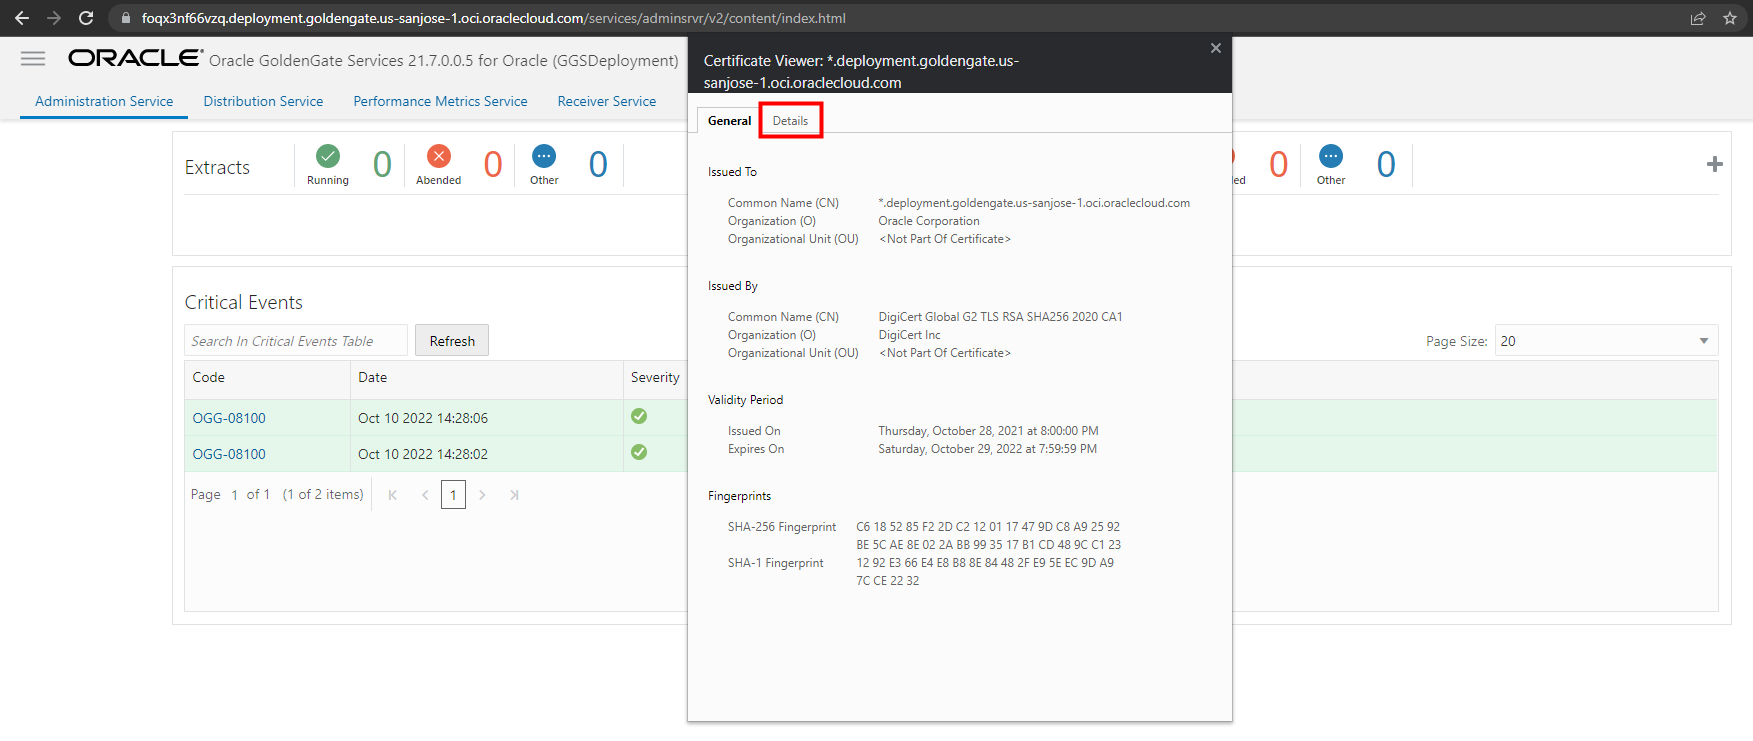 foqx3nf66vzq.deployment.goldengate.us-sanjose-1.oci.oraclecloud.com/services/adminsrvr/v2/content/index.html
ORACLE® Oracle GoldenGate Services 21.7.0.0.5 for Oracle (GGSDeployment)
Administration Service Distribution Service Performance Metrics Service Receiver Service
Extracts
Running 0
Abended 0
Other 0
ed 0
Other 0
Critical Events
Search In Critical Events Table
Refresh
Page Size: 20
Code Date Severity
OGG-08100 Oct 10 2022 14:28:06
OGG-08100 Oct 10 2022 14:28:02
Page 1 of 1 (1 of 2 items) 1
Certificate Viewer: *.deployment.goldengate.us-
sanjose-1.oci.oraclecloud.com
General Details
Issued To
Common Name (CN) *.deployment.goldengate.us-sanjose-1.oci.oraclecloud.com
Organization (O) Oracle Corporation
Organizational Unit (OU) <Not Part Of Certificate>
Issued By
Common Name (CN) DigiCert Global G2 TLS RSA SHA256 2020 CA1
Organization (O) DigiCert Inc
Organizational Unit (OU) <Not Part Of Certificate>
Validity Period
Issued On Thursday, October 28, 2021 at 8:00:00 PM
Expires On Saturday, October 29, 2022 at 7:59:59 PM
Fingerprints
SHA-256 Fingerprint C6 18 52 85 F2 2D C2 12 01 17 47 9D C8 A9 25 92
BE 5C AE 8E 02 2A BB 99 35 17 B1 CD 48 9C C1 23
SHA-1 Fingerprint 12 92 E3 66 E4 E8 B8 8E 84 48 2F E9 5E EC 9D A9
7C CE 22 32